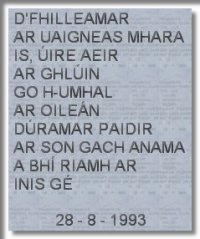 D'FHILLEAMAR
AR UAIGNEAS MHARA
IS, ÚIRE AEIR
AR GHLÚIN
GO H-UMHAL
AR OILEÁN
DÚRAMAR PAIDIR
AR SON GACH ANAMA
A BHÍ RIAMH AR
INIS GÉ
28 - 8 - 1993